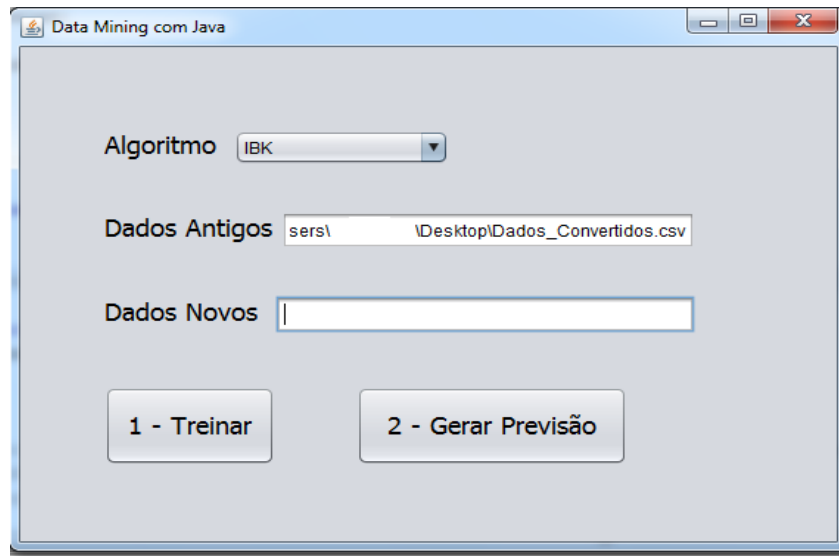 Data Mining com Java
Algoritmo IBK
Dados Antigos sers\ \Desktop\Dados_Convertidos.csv
Dados Novos
1 - Treinar 2 - Gerar Previsão